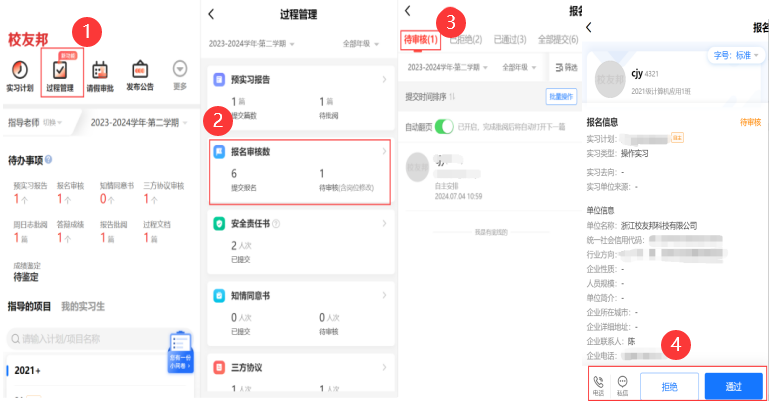 1
校友邦
实习计划
过程管理
请假审批
发布公告
更多
指导老师 切换
2023-2024学年·第二学期
待办事项
预实习报告 报名审核 知情同意书 三方协议审核
1个 1个 0个 1个
周日志批阅 答辩成绩 报告批阅 过程文档
1篇 1个 1篇 1篇
成绩鉴定
待鉴定
指导的项目 我的实习生
请输入计划/项目名称
2021+
2
过程管理
2023-2024学年·第二学期 全部年级
预实习报告
1篇 1篇
提交篇数 待批阅
报名审核数
6 1
提交报名 待审核(含岗位修改)
安全责任书
2人次
已提交
知情同意书
0人次 0人次
已提交 待审核
三方协议
1人次 1人次
3
报名
待审核(1) 已拒绝(2) 已通过(3) 全部提交(6)
2023-2024学年·第二学期 全部年级 筛选
提交时间排序 批量操作
自动翻页 已开启，完成批阅后将自动打开下一篇
自主安排
2024.07.04 10:59
我是有底线的
报名
字号：标准
cjy 4321
2021级计算机应用1班
报名信息 待审核
实习计划： 自主
实习类型：操作实习
实习去向：-
实习单位来源：-
单位信息
单位名称：浙江校友邦科技有限公司
统一社会信用代码：
行业方向：
企业性质：-
人员规模：-
单位简介：-
企业所在城市：-
企业详细地址：-
企业联系人：陈
企业电话：
4
电话 私信 拒绝 通过